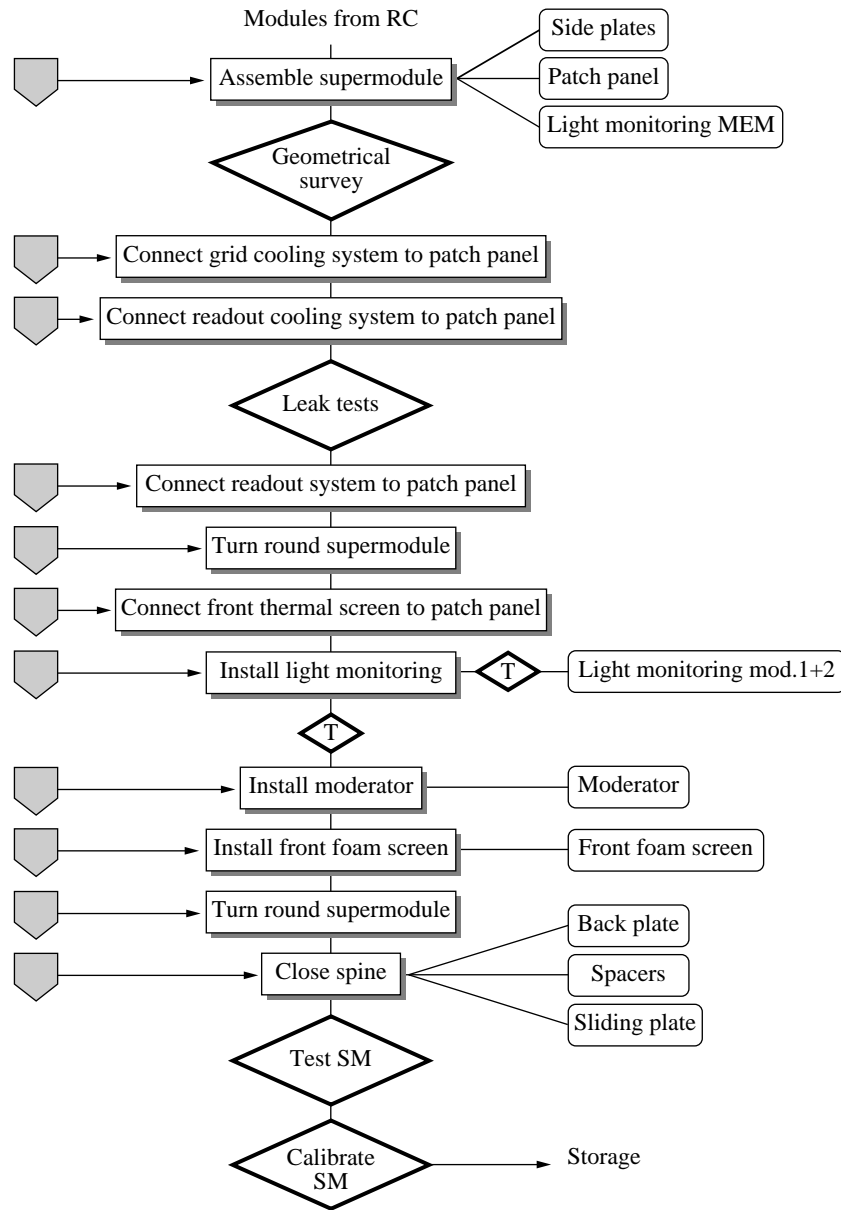 Modules from RC
Side plates
Assemble supermodule
Patch panel
Light monitoring MEM
Geometrical
survey
Connect grid cooling system to patch panel
Connect readout cooling system to patch panel
Leak tests
Connect readout system to patch panel
Turn round supermodule
Connect front thermal screen to patch panel
Install light monitoring
T
Light monitoring mod.1+2
T
Install moderator
Moderator
Install front foam screen
Front foam screen
Turn round supermodule
Back plate
Close spine
Spacers
Sliding plate
Test SM
Calibrate
SM
Storage